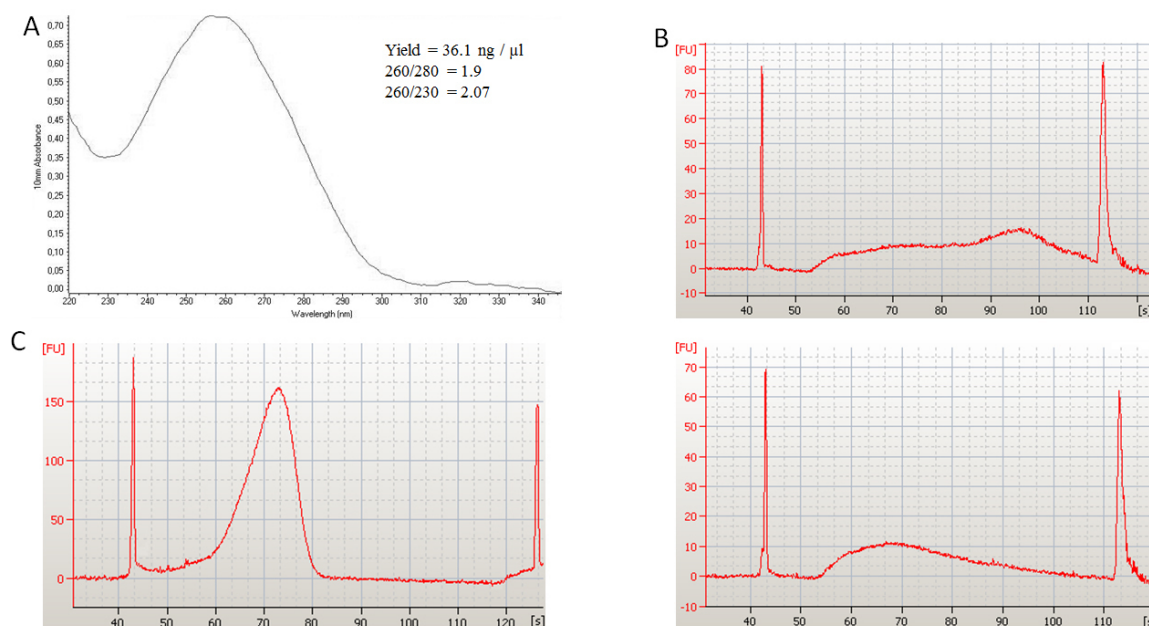 A
0,70
0,65
0,60
0,55
0,50
0,45
0,40
0,35
0,30
0,25
0,20
0,15
0,10
0,05
0,00
10mm Absorbance
220 230 240 250 260 270 280 290 300 310 320 330 340
Wavelength (nm)
Yield = 36.1 ng / µl
260/280 = 1.9
260/230 = 2.07
B
[FU]
80
70
60
50
40
30
20
10
0
-10
40 50 60 70 80 90 100 110 [s]
C
[FU]
150
100
50
0
40 50 60 70 80 90 100 110 120 [s]
[FU]
70
60
50
40
30
20
10
0
-10
40 50 60 70 80 90 100 110 [s]